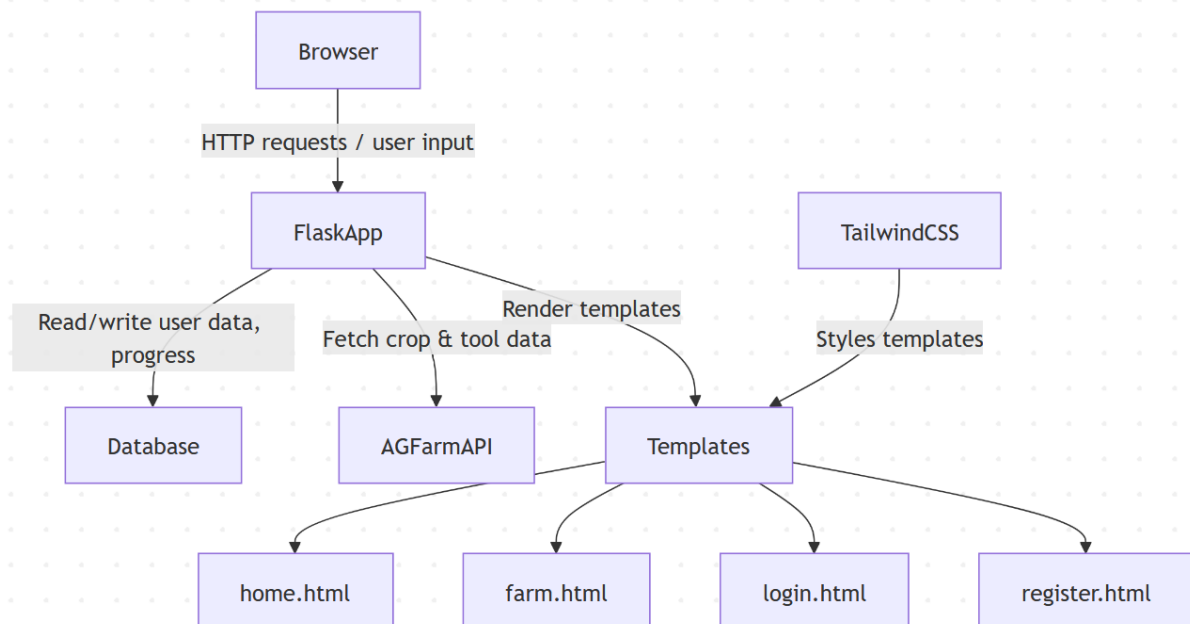 Browser
HTTP requests / user input
FlaskApp
TailwindCSS
Render templates
Read/write user data,
progress
Fetch crop & tool data
Styles templates
Database
AGFarmAPI
Templates
home.html
farm.html
login.html
register.html